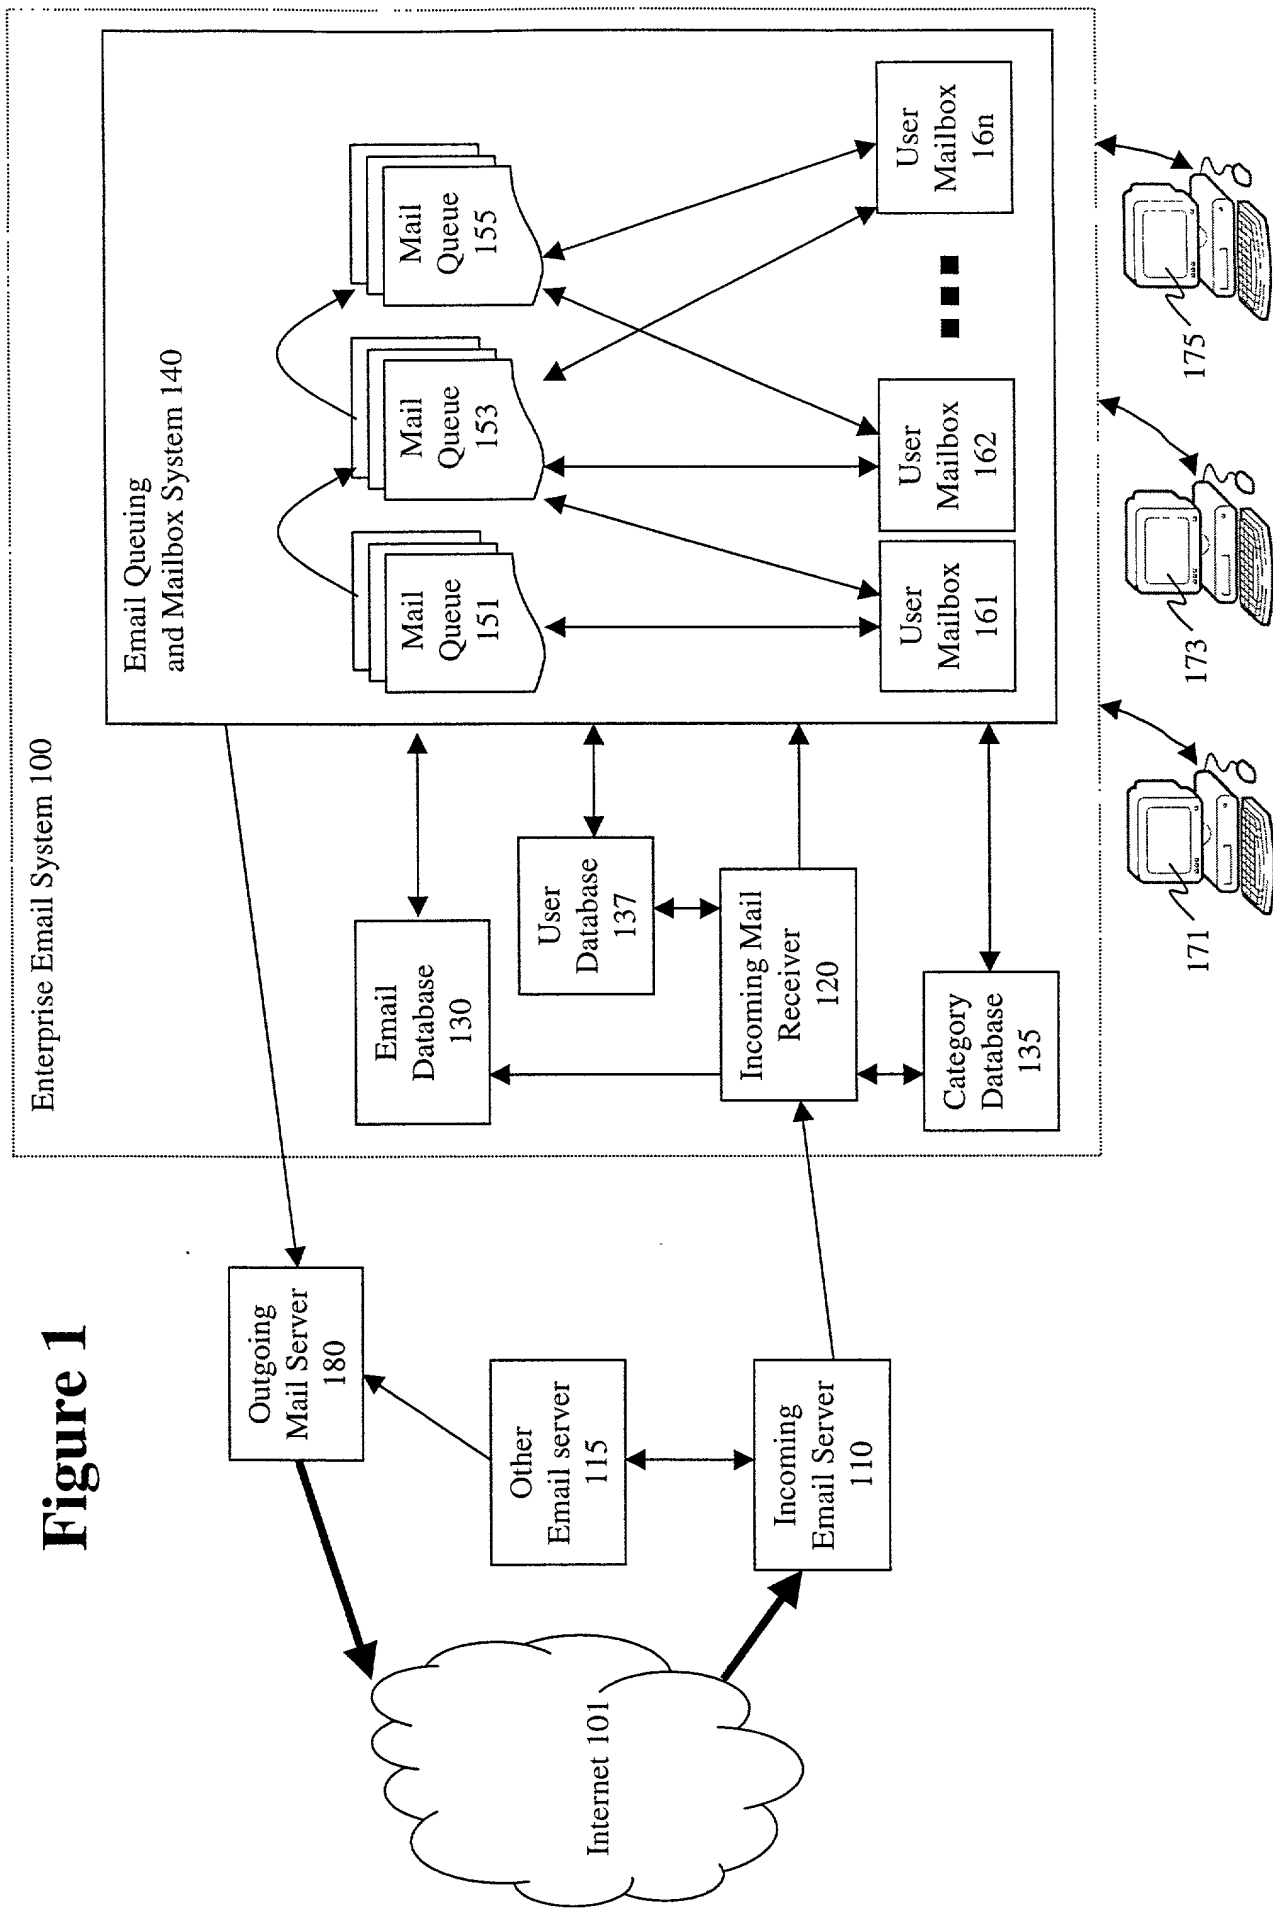 Figure 1
Enterprise Email System 100
Email Queuing
and Mailbox System 140
Mail
Queue
151
Mail
Queue
153
Mail
Queue
155
User
Mailbox
161
User
Mailbox
162
User
Mailbox
16n
Outgoing
Mail Server
180
Email
Database
130
User
Database
137
Other
Email server
115
Incoming Mail
Receiver
120
Incoming
Email Server
110
Category
Database
135
Internet 101
171
173
175